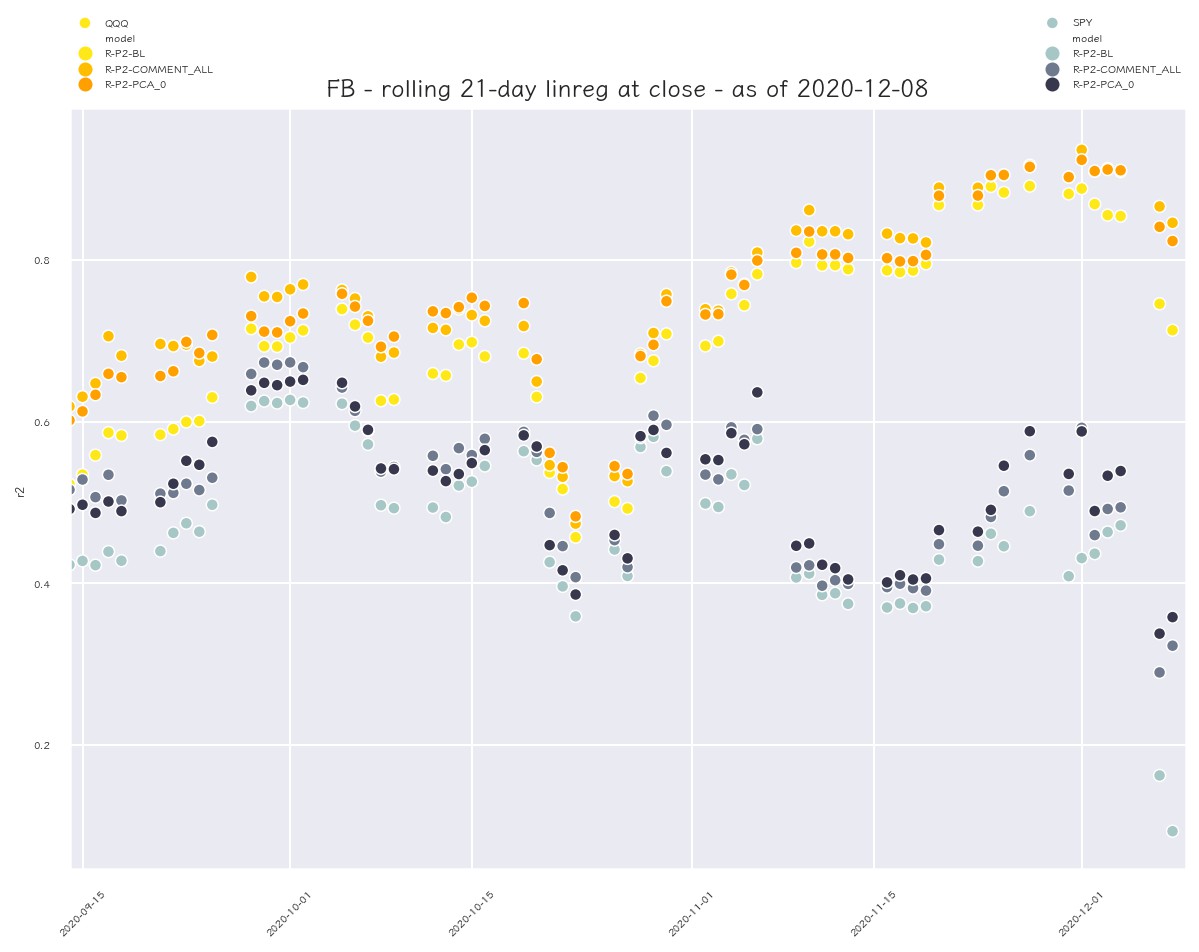 QQQ
model
R-P2-BL
R-P2-COMMENT_ALL
R-P2-PCA_0
SPY
model
R-P2-BL
R-P2-COMMENT_ALL
R-P2-PCA_0
FB - rolling 21-day linreg at close - as of 2020-12-08
r2
0.8
0.6
0.4
0.2
2020-09-15
2020-10-01
2020-10-15
2020-11-01
2020-11-15
2020-12-01